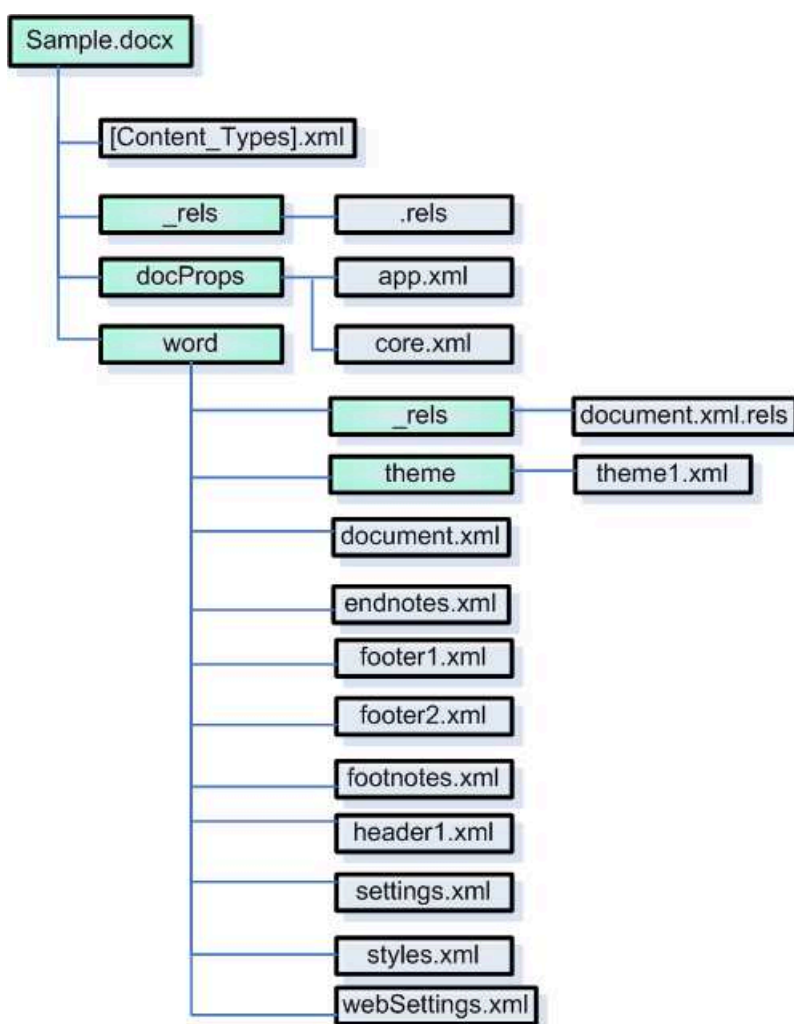 Sample.docx
[Content_Types].xml
_rels
.rels
docProps
app.xml
core.xml
word
_rels
document.xml.rels
theme
theme1.xml
document.xml
endnotes.xml
footer1.xml
footer2.xml
footnotes.xml
header1.xml
settings.xml
styles.xml
webSettings.xml